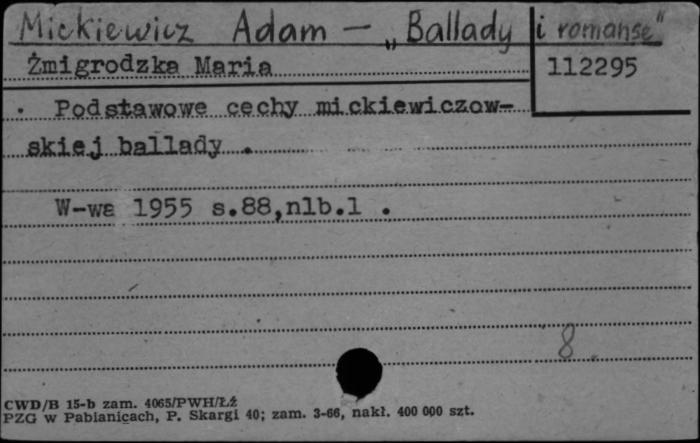 Mickiewicz Adam — „Ballady i romanse"
Żmigrodzka Maria
112295
Podstawowe cechy mickiewiczow-
skiej ballady .
W-wa 1955 s.88,nlb.1 .
8.
CWD/B 15-b zam. 4065/PWH/Łż
PZG w Pabianicach, P. Skargi 40; zam. 3-66, nakł. 400 000 szt.